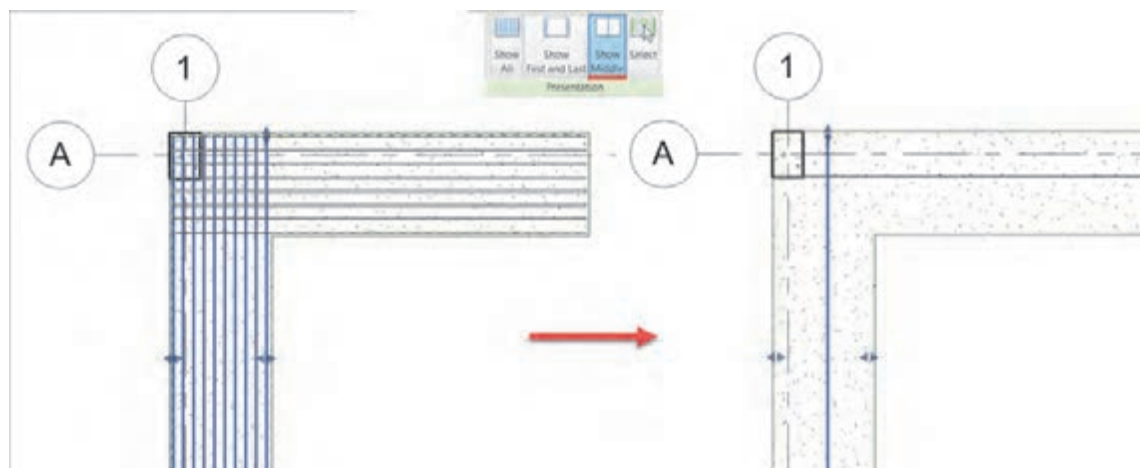 1
Show All
Show First and Last
Show Middle
Select
Presentation
A
1
A